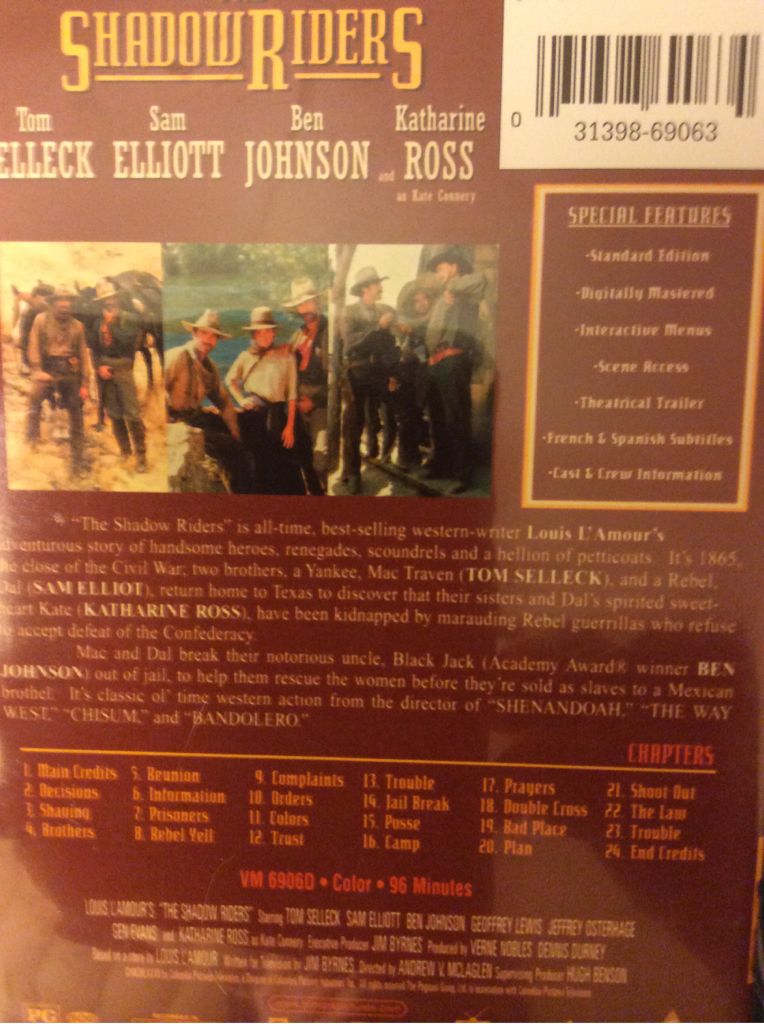 SHADOW RIDERS
Tom Sam Ben Katharine
ELLECK ELLIOTT JOHNSON and ROSS
as Kate Connery
0 31398-69063
SPECIAL FEATURES
·Standard Edition
·Digitally Mastered
·Interactive Menus
·Scene Access
·Theatrical Trailer
·French & Spanish Subtitles
·Cast & Crew Information
"The Shadow Riders" is all-time, best-selling western-writer Louis L'Amour's
dventurous story of handsome heroes, renegades, scoundrels and a hellion of petticoats. It's 1865,
he close of the Civil War; two brothers, a Yankee, Mac Traven (TOM SELLECK), and a Rebel,
Dal (SAM ELLIOT), return home to Texas to discover that their sisters and Dal's spirited sweet-
eart Kate (KATHARINE ROSS), have been kidnapped by marauding Rebel guerrillas who refuse
o accept defeat of the Confederacy.
Mac and Dal break their notorious uncle, Black Jack (Academy Award® winner BEN
JOHNSON) out of jail, to help them rescue the women before they're sold as slaves to a Mexican
brothel. It's classic ol' time western action from the director of "SHENANDOAH," "THE WAY
WEST," "CHISUM," and "BANDOLERO."
CHAPTERS
1. Main Credits 5. Reunion 9. Complaints 13. Trouble 17. Prayers 21. Shoot Out
2. Decisions 6. Information 10. Orders 14. Jail Break 18. Double Cross 22. The Law
3. Shaving 7. Prisoners 11. Colors 15. Posse 19. Bad Place 23. Trouble
4. Brothers 8. Rebel Yell 12. Trust 16. Camp 20. Plan 24. End Credits
VM 6906D • Color • 96 Minutes
LOUIS L'AMOUR'S "THE SHADOW RIDERS" Starring TOM SELLECK SAM ELLIOTT BEN JOHNSON GEOFFREY LEWIS JEFFREY OSTERHAGE
GENE EVANS and KATHARINE ROSS as Kate Connery Executive Producer JIM BYRNES Produced by VERNE NOBLES DENNIS DURNEY
Based on a story by LOUIS L'AMOUR Written for Television by JIM BYRNES Directed by ANDREW V. MCLAGLEN Supervising Producer HUGH BENSON
PG